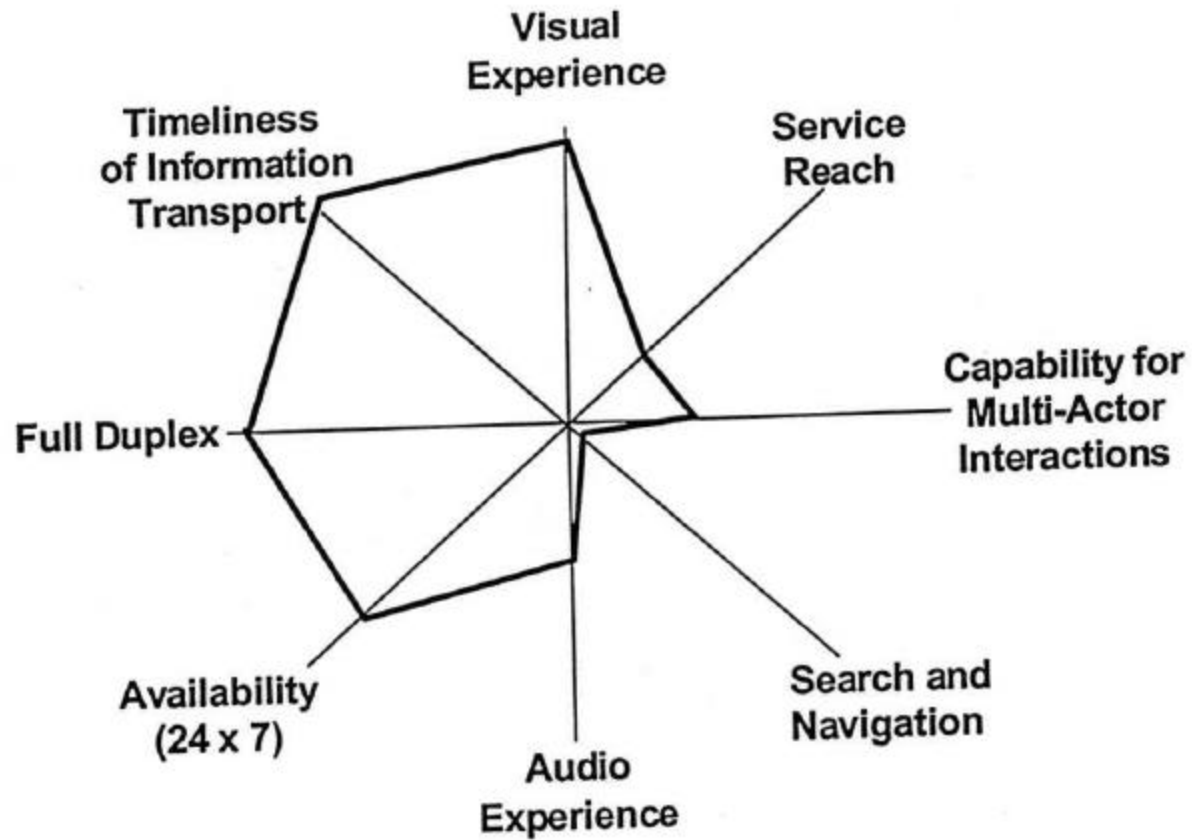 Visual
Experience
Timeliness
of Information
Transport
Service
Reach
Full Duplex
Capability for
Multi-Actor
Interactions
Availability
(24 x 7)
Search and
Navigation
Audio
Experience